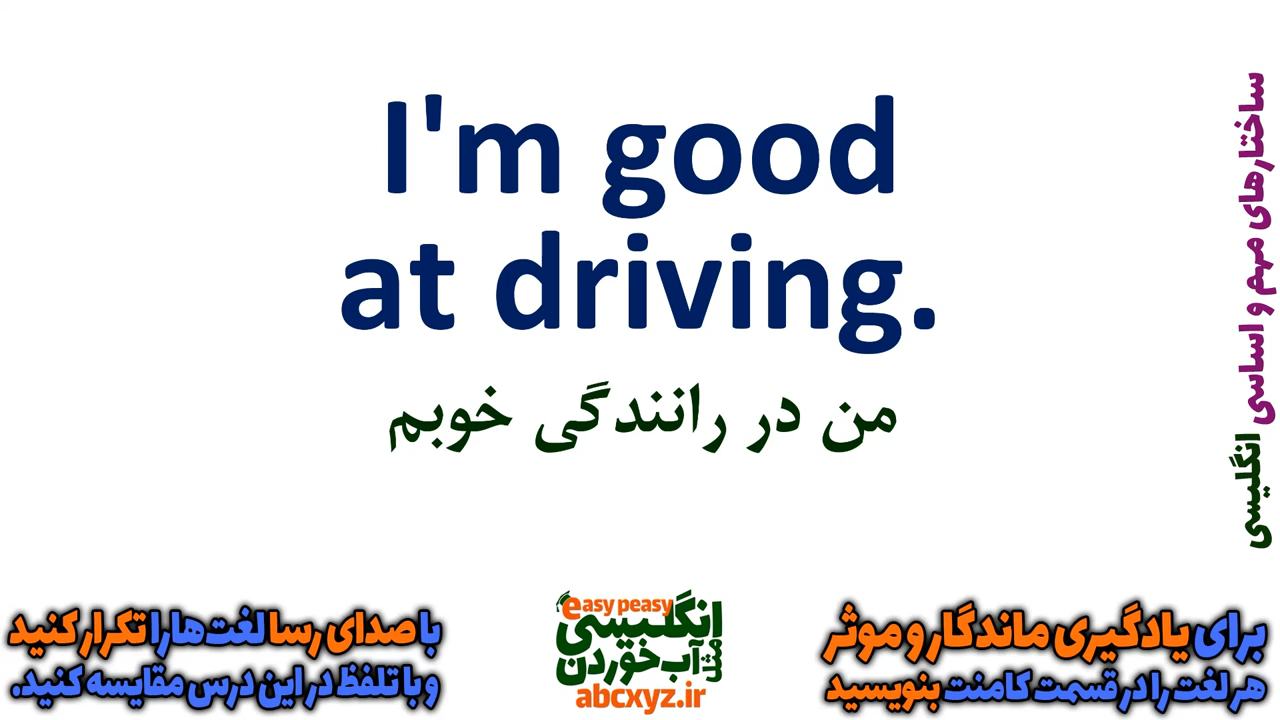 I'm good
at driving.
من در رانندگی خوبم
ساختارهای مهم و اساسی انگلیسی
برای یادگیری ماندگار و موثر
هر لغت را در قسمت کامنت بنویسید
easy peasy
انگلیسی
مثل
آب خوردن
abcxyz.ir
با صدای رسا لغت‌ها را تکرار کنید
و با تلفظ در این درس مقایسه کنید.